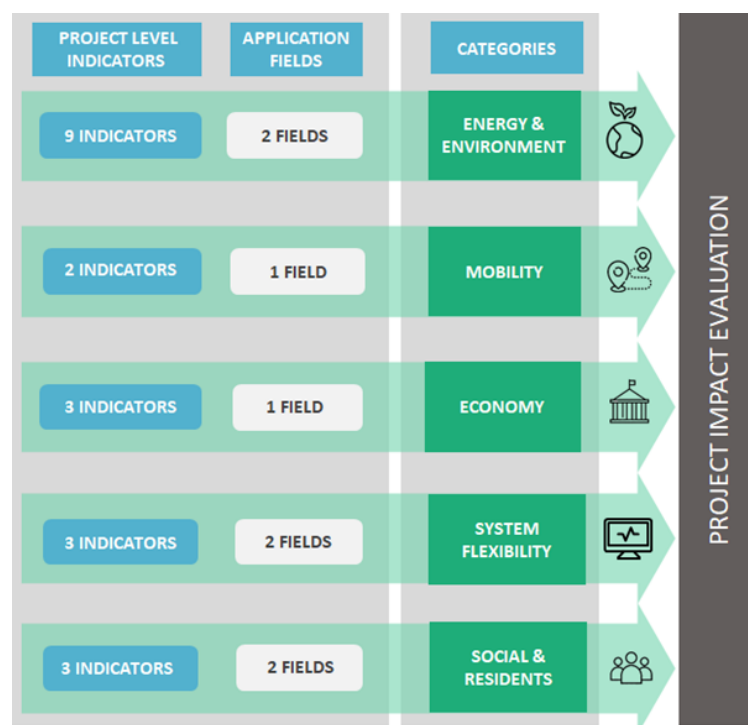 PROJECT LEVEL
INDICATORS
APPLICATION
FIELDS
CATEGORIES
9 INDICATORS
2 FIELDS
ENERGY &
ENVIRONMENT
2 INDICATORS
1 FIELD
MOBILITY
3 INDICATORS
1 FIELD
ECONOMY
3 INDICATORS
2 FIELDS
SYSTEM
FLEXIBILITY
3 INDICATORS
2 FIELDS
SOCIAL &
RESIDENTS
PROJECT IMPACT EVALUATION